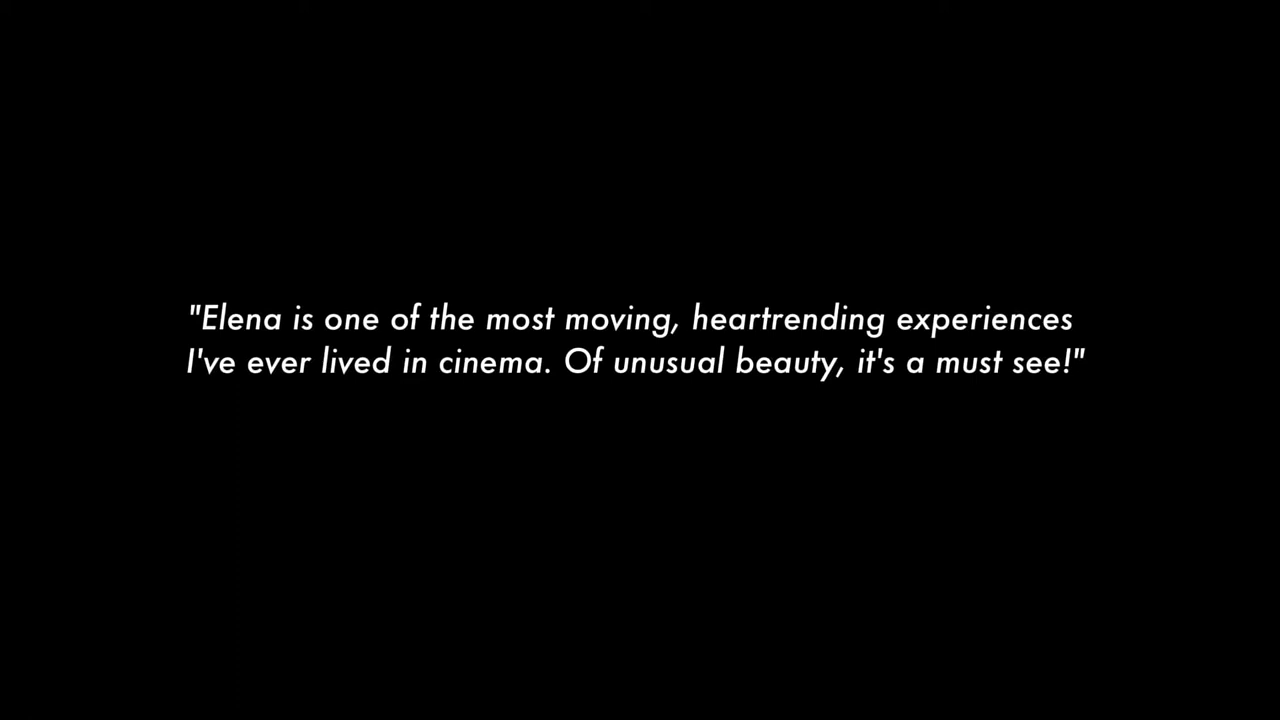 "Elena is one of the most moving, heartrending experiences
I've ever lived in cinema. Of unusual beauty, it's a must see!"